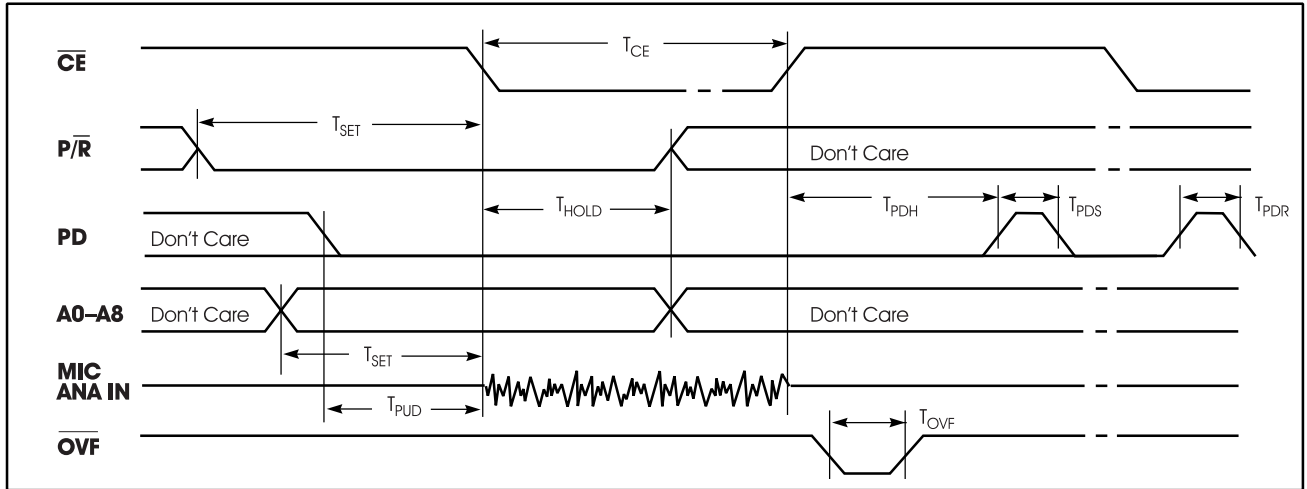 CE
T_CE
T_SET
P/R
Don't Care
T_HOLD
T_PDH
T_PDS
T_PDR
PD
Don't Care
A0–A8
Don't Care
Don't Care
T_SET
MIC
ANA IN
T_PUD
T_OVF
OVF